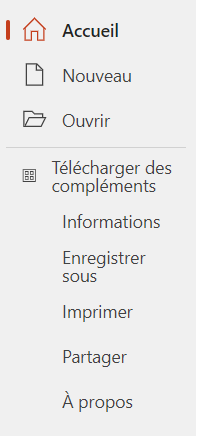 Accueil
Nouveau
Ouvrir
Télécharger des
compléments
Informations
Enregistrer
sous
Imprimer
Partager
À propos